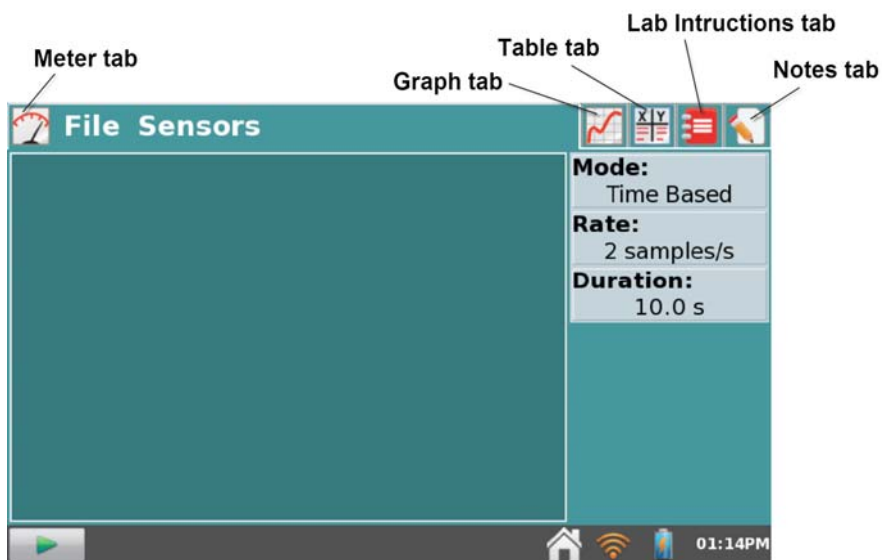 Lab Intructions tab
Table tab
Meter tab
Notes tab
Graph tab
File Sensors
X Y
Mode:
Time Based
Rate:
2 samples/s
Duration:
10.0 s
01:14PM